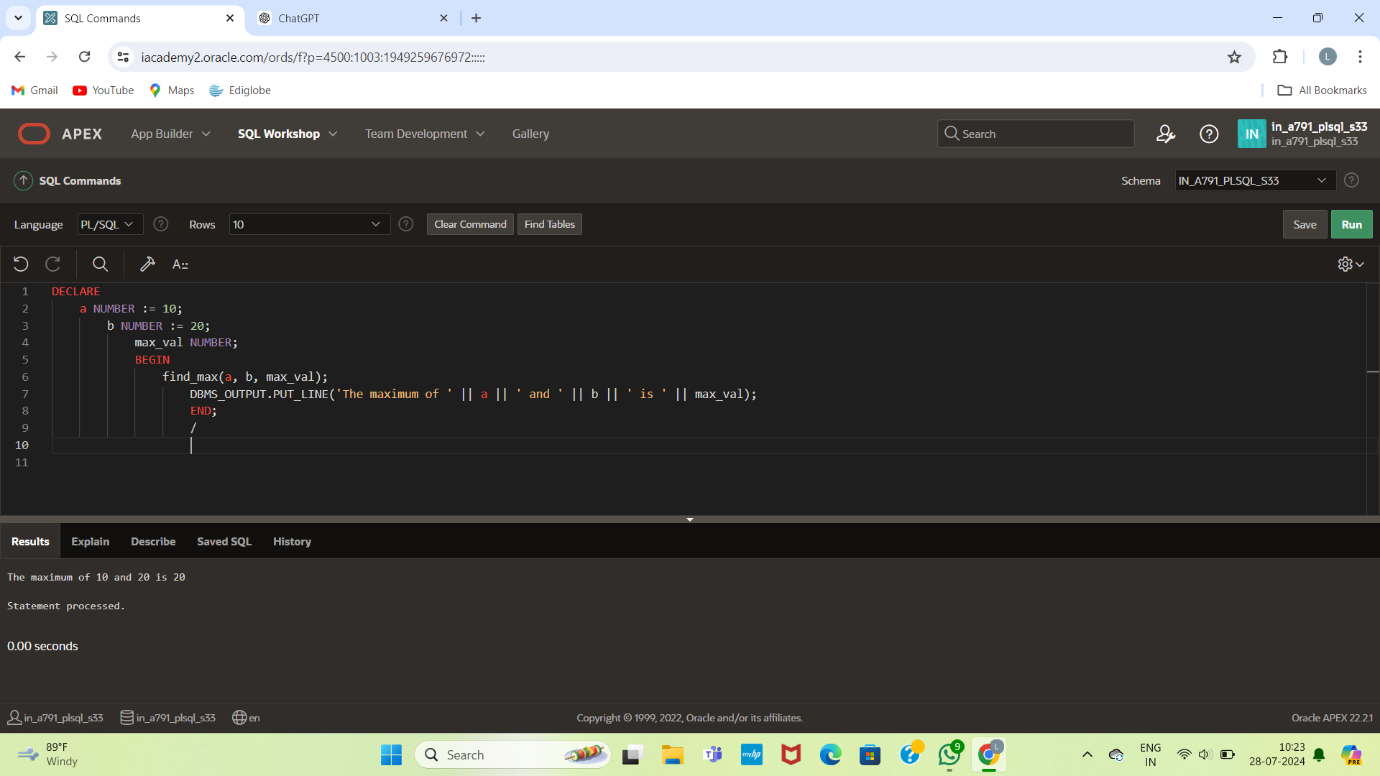 SQL Commands
ChatGPT
iacademy2.oracle.com/ords/f?p=4500:1003:1949259676972:::::
L
Gmail YouTube Maps Ediglobe All Bookmarks
APEX App Builder SQL Workshop Team Development Gallery Search IN in_a791_plsql_s33
in_a791_plsql_s33
SQL Commands Schema IN_A791_PLSQL_S33
Language PL/SQL Rows 10 Clear Command Find Tables Save Run
A::
1 DECLARE
2 a NUMBER := 10;
3 b NUMBER := 20;
4 max_val NUMBER;
5 BEGIN
6 find_max(a, b, max_val);
7 DBMS_OUTPUT.PUT_LINE('The maximum of ' || a || ' and ' || b || ' is ' || max_val);
8 END;
9 /
10
11
Results Explain Describe Saved SQL History
The maximum of 10 and 20 is 20
Statement processed.
0.00 seconds
in_a791_plsql_s33 in_a791_plsql_s33 en Copyright © 1999, 2022, Oracle and/or its affiliates. Oracle APEX 22.2.1
89°F
Windy
Search
myhp
9
L
ENG
IN
10:23
28-07-2024
PRE